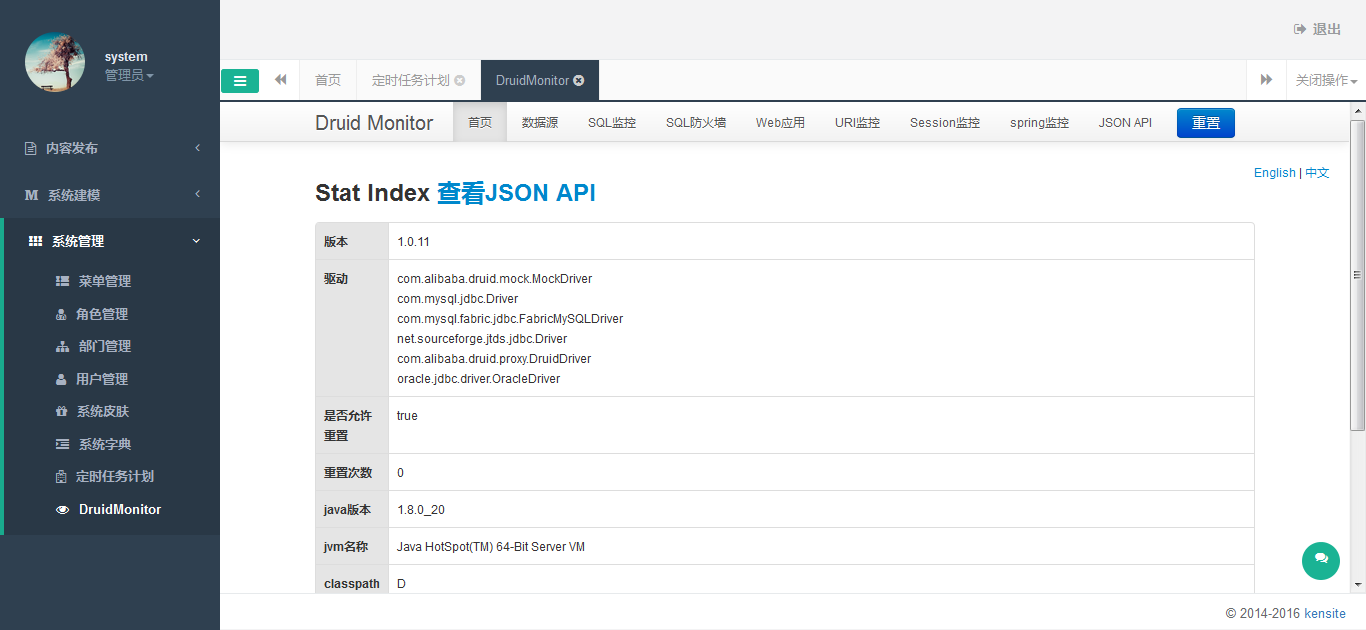 system
管理员
内容发布
M 系统建模
系统管理
菜单管理
角色管理
部门管理
用户管理
系统皮肤
系统字典
定时任务计划
DruidMonitor
退出
首页 定时任务计划 DruidMonitor 关闭操作
Druid Monitor 首页 数据源 SQL监控 SQL防火墙 Web应用 URI监控 Session监控 spring监控 JSON API 重置
English | 中文
Stat Index 查看JSON API
版本 1.0.11
驱动 com.alibaba.druid.mock.MockDriver
com.mysql.jdbc.Driver
com.mysql.fabric.jdbc.FabricMySQLDriver
net.sourceforge.jtds.jdbc.Driver
com.alibaba.druid.proxy.DruidDriver
oracle.jdbc.driver.OracleDriver
是否允许 true
重置
重置次数 0
java版本 1.8.0_20
jvm名称 Java HotSpot(TM) 64-Bit Server VM
classpath D
© 2014-2016 kensite